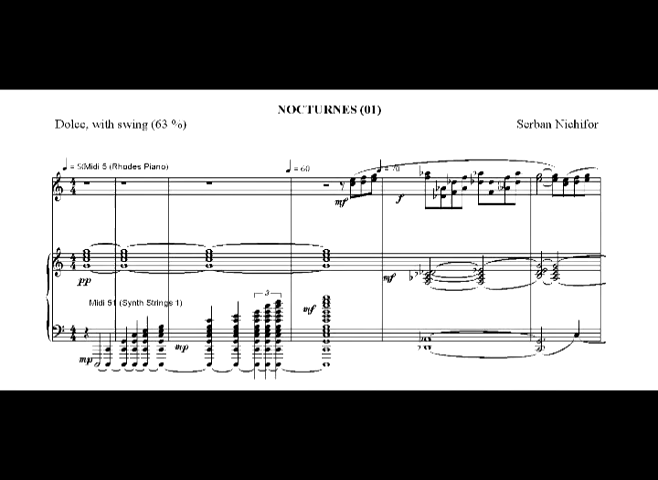 NOCTURNES (01)
Dolce, with swing (63 %)
Serban Nichifor
Midi 5 (Rhodes Piano)
= 60
= 70
mf
f
pp
mf
Midi 51 (Synth Strings 1)
3
mf
mp
mp